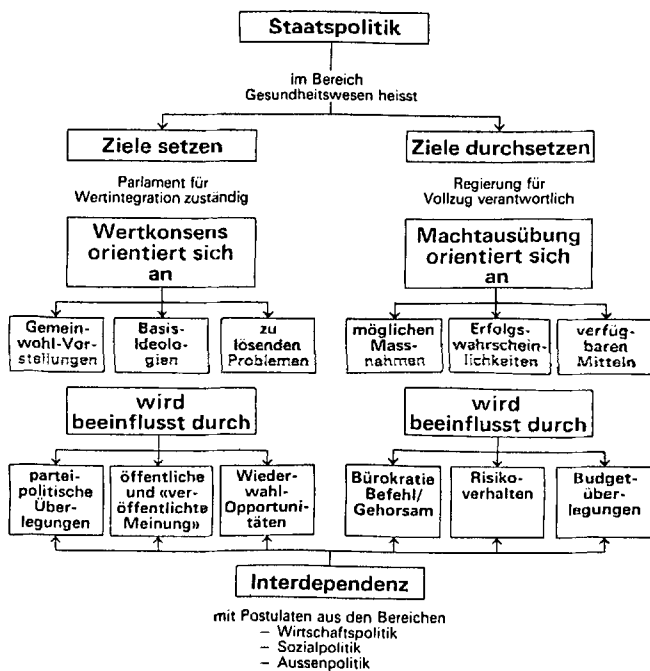 Staatspolitik
im Bereich
Gesundheitswesen heisst
Ziele setzen
Ziele durchsetzen
Parlament für
Wertintegration zuständig
Regierung für
Vollzug verantwortlich
Wertkonsens
orientiert sich
an
Machtausübung
orientiert sich
an
Gemein-
wohl-Vor-
stellungen
Basis-
Ideolo-
gien
zu
lösenden
Problemen
möglichen
Mass-
nahmen
Erfolgs-
wahrschein-
lichkeiten
verfüg-
baren
Mitteln
wird
beeinflusst durch
wird
beeinflusst durch
partei-
politische
Über-
legungen
öffentliche
und «ver-
öffentlichte
Meinung»
Wieder-
wahl-
Opportuni-
täten
Bürokratie
Befehl/
Gehorsam
Risiko-
verhalten
Budget-
über-
legungen
Interdependenz
mit Postulaten aus den Bereichen
– Wirtschaftspolitik
– Sozialpolitik
– Aussenpolitik